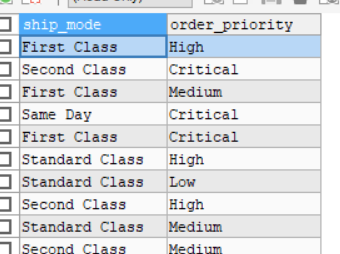 ship_mode order_priority
First Class High
Second Class Critical
First Class Medium
Same Day Critical
First Class Critical
Standard Class High
Standard Class Low
Second Class High
Standard Class Medium
Second Class Medium